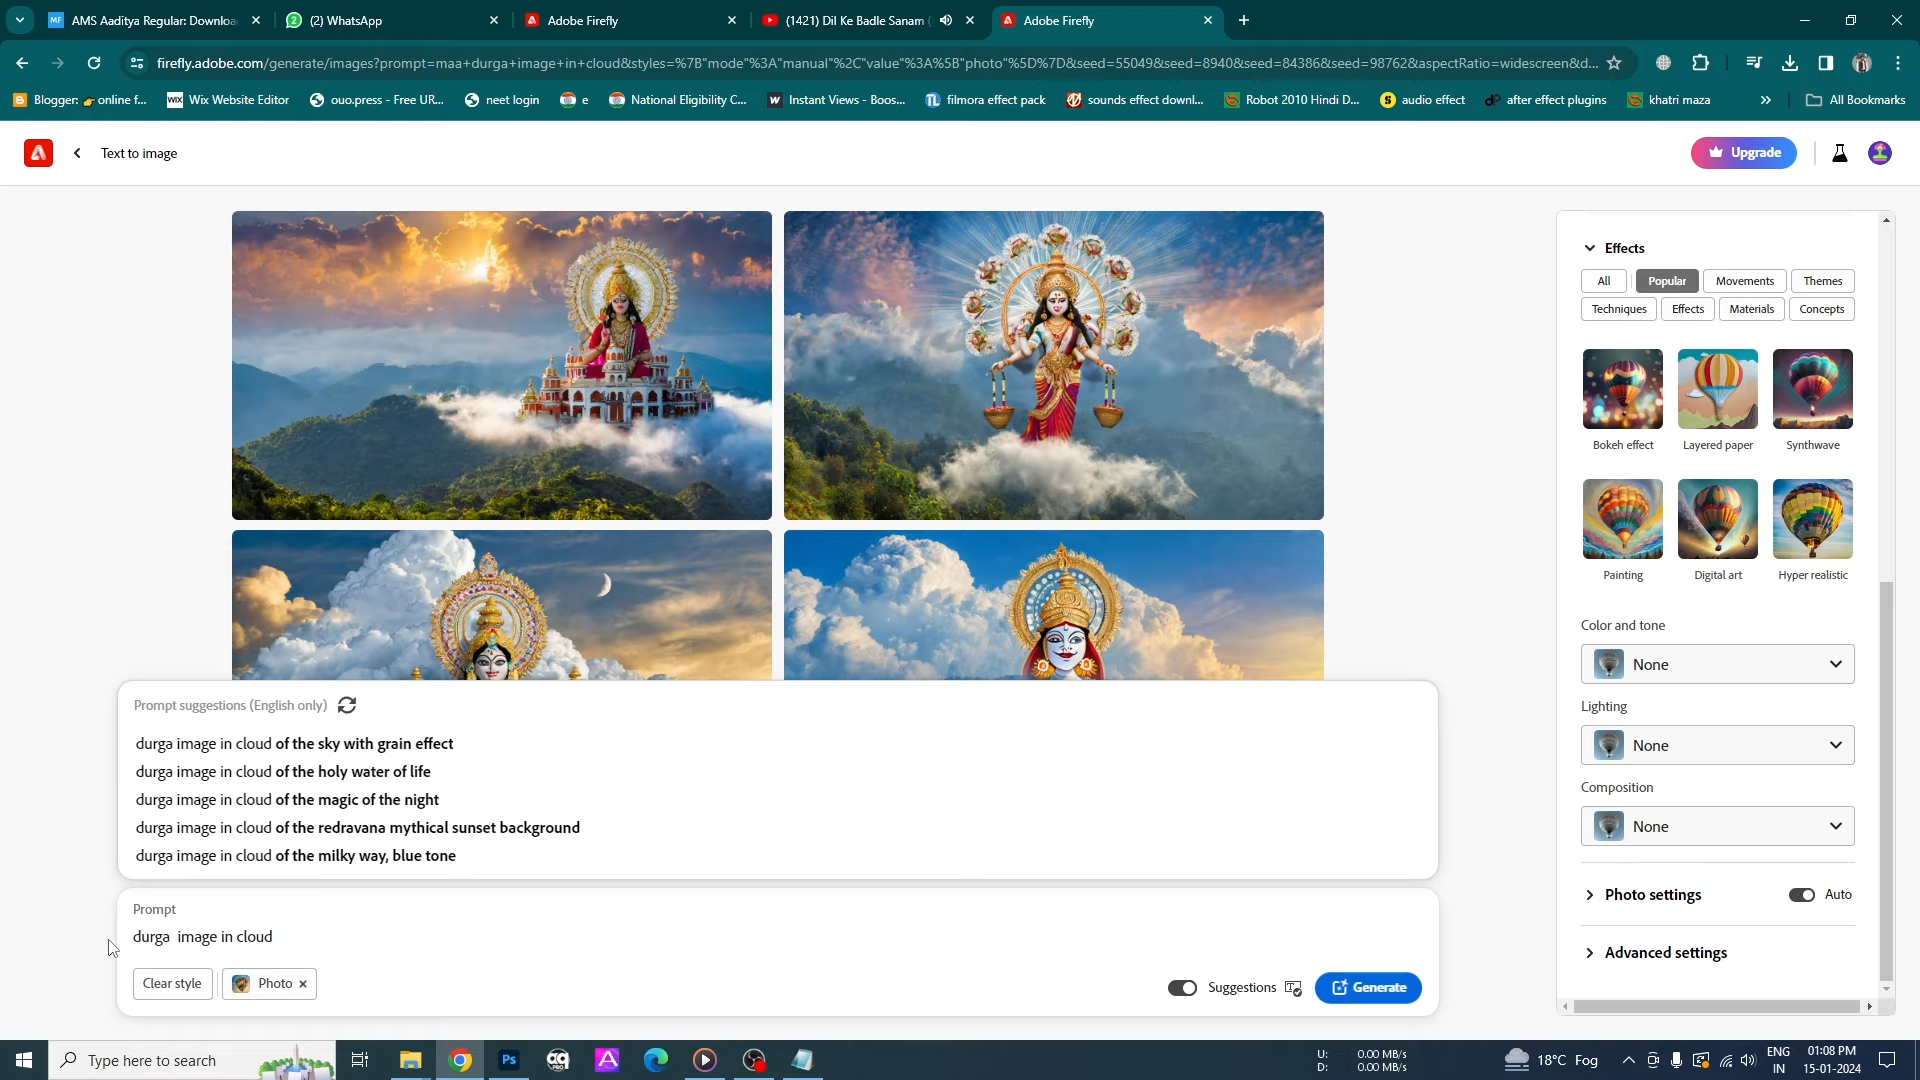 AMS Aaditya Regular: Downloa
(2) WhatsApp
Adobe Firefly
(1421) Dil Ke Badle Sanam (
Adobe Firefly
firefly.adobe.com/generate/images?prompt=maa+durga+image+in+cloud&styles=%7B"mode"%3A"manual"%2C"value"%3A%5B"photo"%5D%7D&seed=55049&seed=8940&seed=84386&seed=98762&aspectRatio=widescreen&d...
Blogger: 👉online f...
Wix Website Editor
ouo.press - Free UR...
neet login
e
National Eligibility C...
Instant Views - Boos...
filmora effect pack
sounds effect downl...
Robot 2010 Hindi D...
audio effect
after effect plugins
khatri maza
All Bookmarks
Text to image
Upgrade
Effects
All
Popular
Movements
Themes
Techniques
Effects
Materials
Concepts
Bokeh effect
Layered paper
Synthwave
Painting
Digital art
Hyper realistic
Color and tone
None
Lighting
None
Composition
None
Photo settings
Auto
Advanced settings
Prompt suggestions (English only)
durga image in cloud of the sky with grain effect
durga image in cloud of the holy water of life
durga image in cloud of the magic of the night
durga image in cloud of the redravana mythical sunset background
durga image in cloud of the milky way, blue tone
Prompt
durga  image in cloud
Clear style
Photo
Suggestions
Generate
Type here to search
U: 0.00 MB/s
D: 0.00 MB/s
18°C Fog
ENG
IN
01:08 PM
15-01-2024